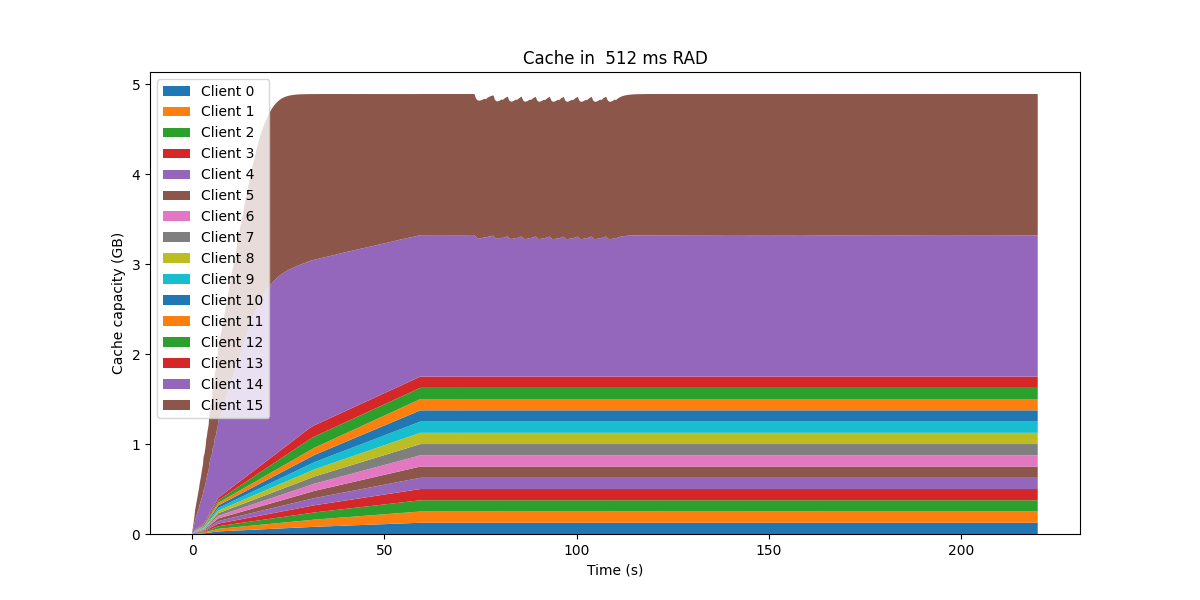 Cache in  512 ms RAD
Cache capacity (GB)
5
4
3
2
1
0
Client 0
Client 1
Client 2
Client 3
Client 4
Client 5
Client 6
Client 7
Client 8
Client 9
Client 10
Client 11
Client 12
Client 13
Client 14
Client 15
0 50 100 150 200
Time (s)